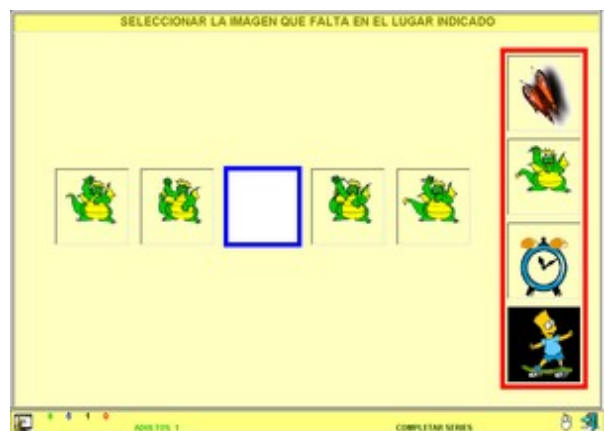 SELECCIONAR LA IMAGEN QUE FALTA EN EL LUGAR INDICADO
ADULTOS 1
COMPLETAR SERIES